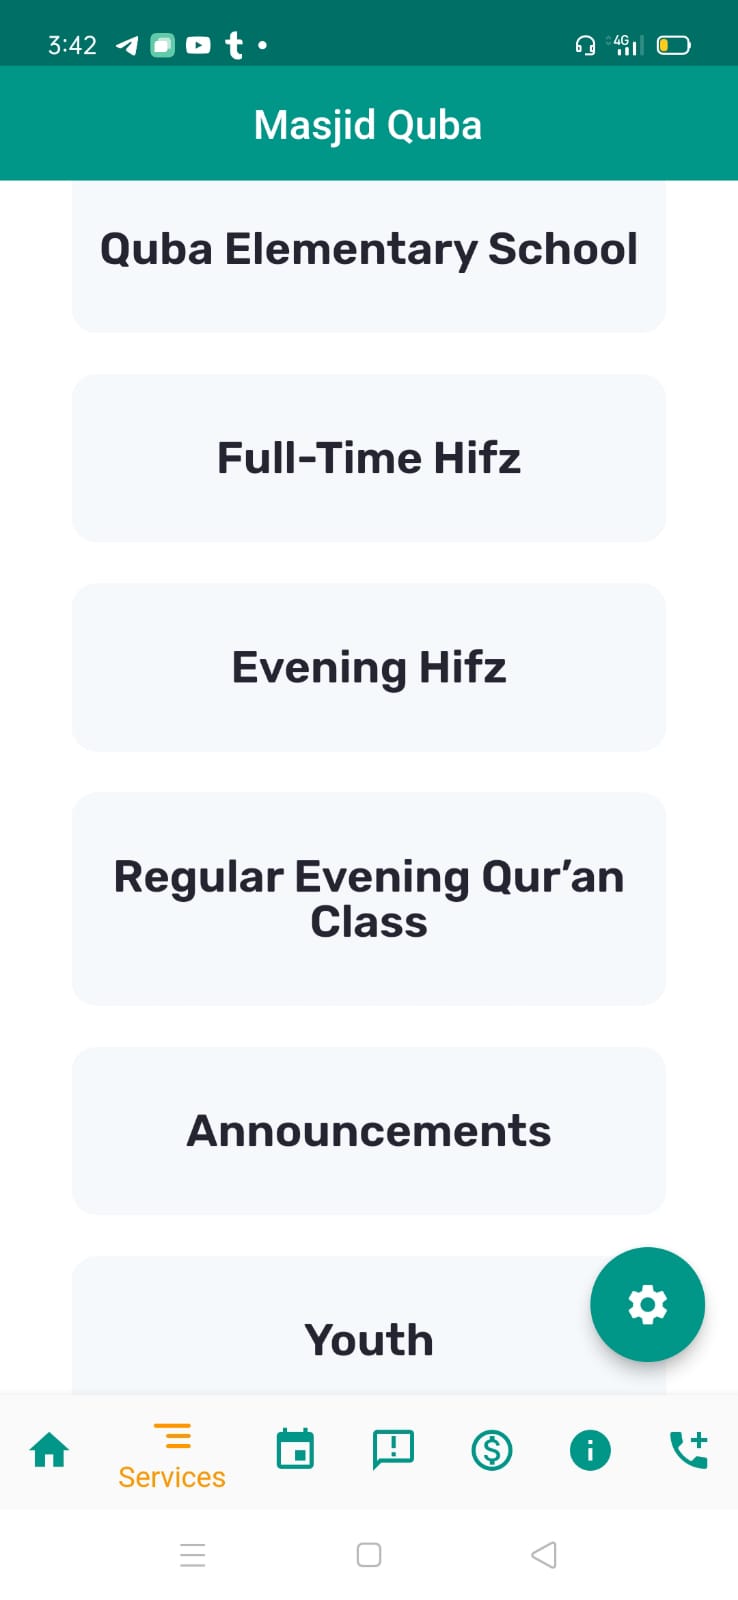 3:42
4G
Masjid Quba
Quba Elementary School
Full-Time Hifz
Evening Hifz
Regular Evening Qur’an
Class
Announcements
Youth
Services